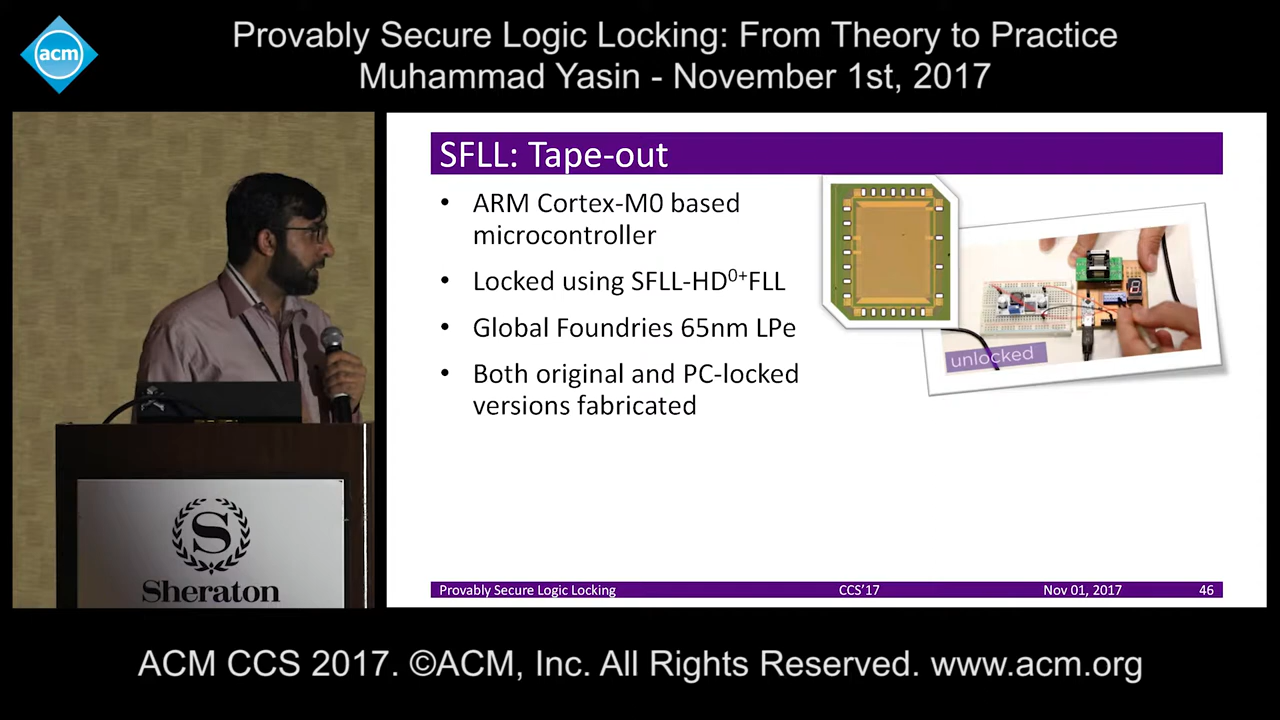 acm
Provably Secure Logic Locking: From Theory to Practice
Muhammad Yasin - November 1st, 2017
SFLL: Tape-out
• ARM Cortex-M0 based
microcontroller
• Locked using SFLL-HD⁰⁺FLL
• Global Foundries 65nm LPe
• Both original and PC-locked
versions fabricated
unlocked
S
Sheraton
Provably Secure Logic Locking CCS'17 Nov 01, 2017 46
ACM CCS 2017. ©ACM, Inc. All Rights Reserved. www.acm.org